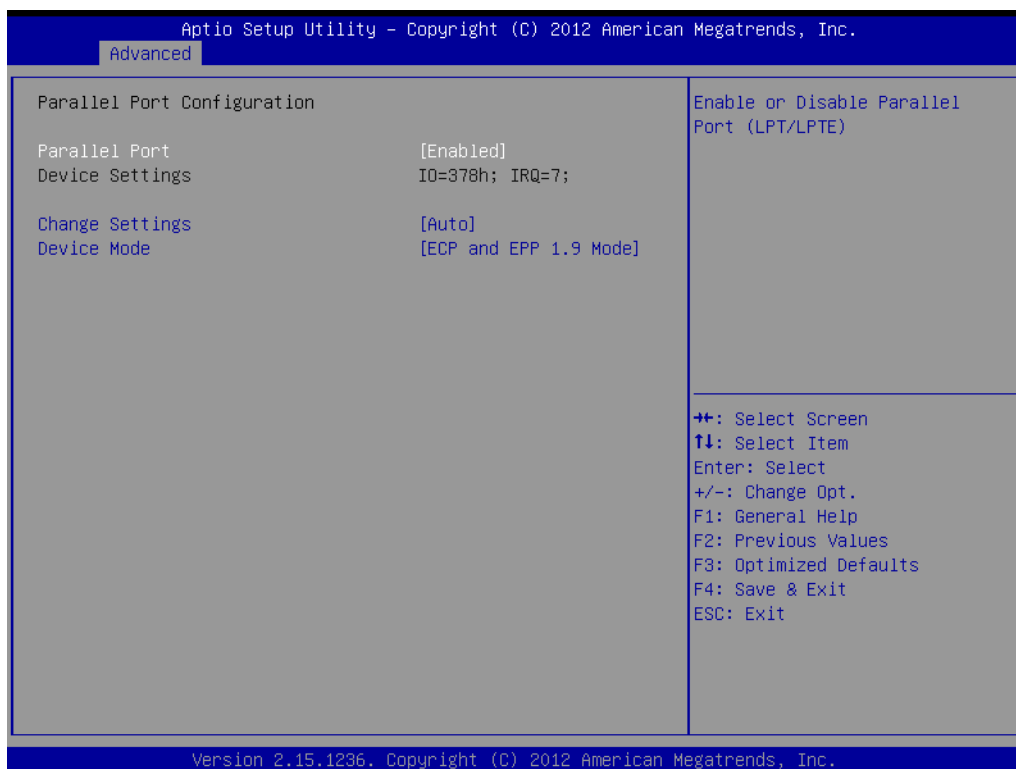 Aptio Setup Utility – Copyright (C) 2012 American Megatrends, Inc.
Advanced
Parallel Port Configuration
Parallel Port [Enabled]
Device Settings IO=378h; IRQ=7;
Change Settings [Auto]
Device Mode [ECP and EPP 1.9 Mode]
Enable or Disable Parallel
Port (LPT/LPTE)
→←: Select Screen
↑↓: Select Item
Enter: Select
+/-: Change Opt.
F1: General Help
F2: Previous Values
F3: Optimized Defaults
F4: Save & Exit
ESC: Exit
Version 2.15.1236. Copyright (C) 2012 American Megatrends, Inc.